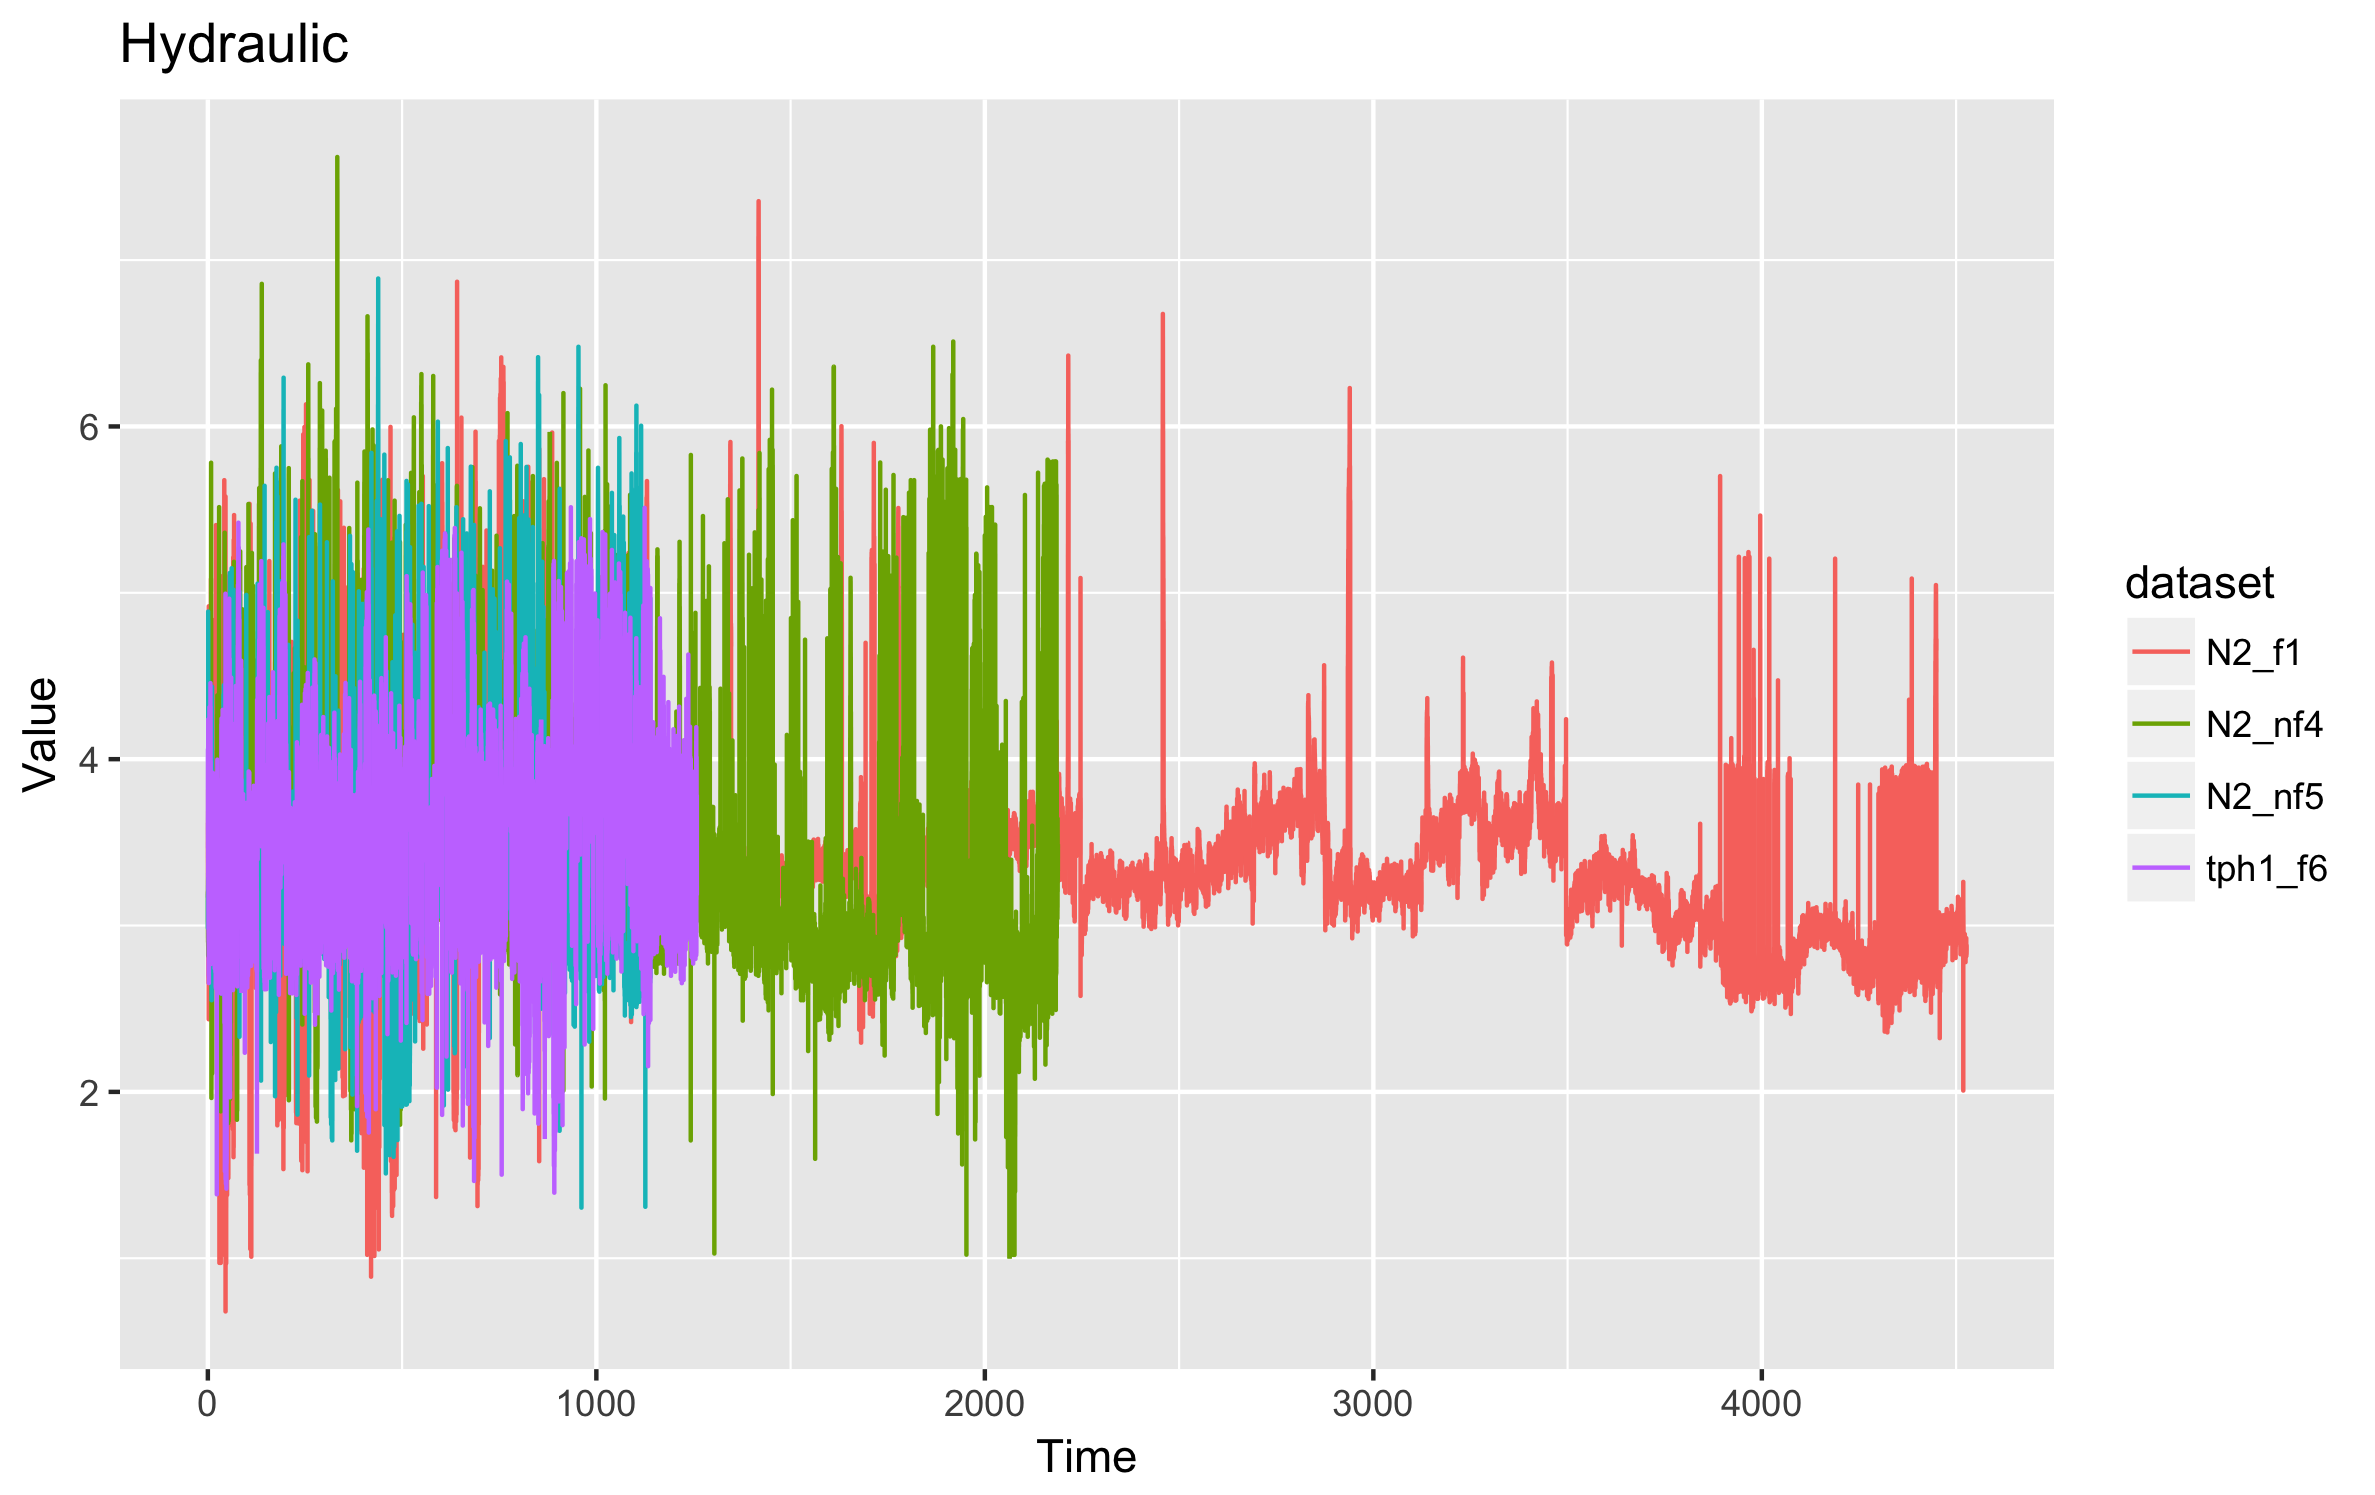 Hydraulic
6
4
2
Value
0 1000 2000 3000 4000
Time
dataset
N2_f1
N2_nf4
N2_nf5
tph1_f6